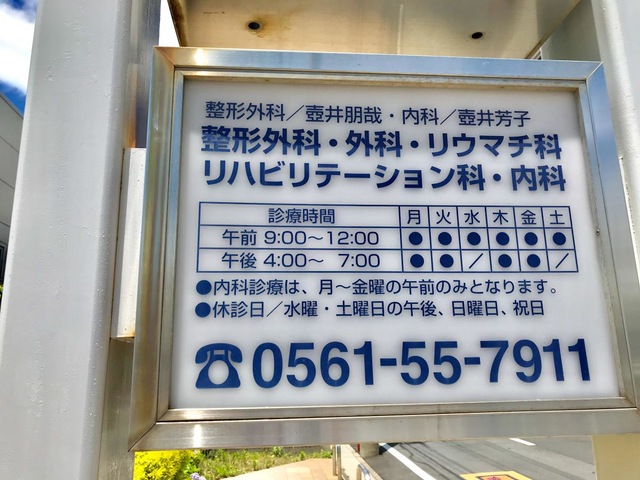 整形外科／壺井朋哉・内科／壺井芳子
整形外科・外科・リウマチ科
リハビリテーション科・内科
診療時間 月 火 水 木 金 土
午前 9:00〜12:00 ● ● ● ● ● ●
午後 4:00〜 7:00 ● ● ／ ● ● ／
●内科診療は、月〜金曜の午前のみとなります。
●休診日／水曜・土曜日の午後、日曜日、祝日
☎0561-55-7911